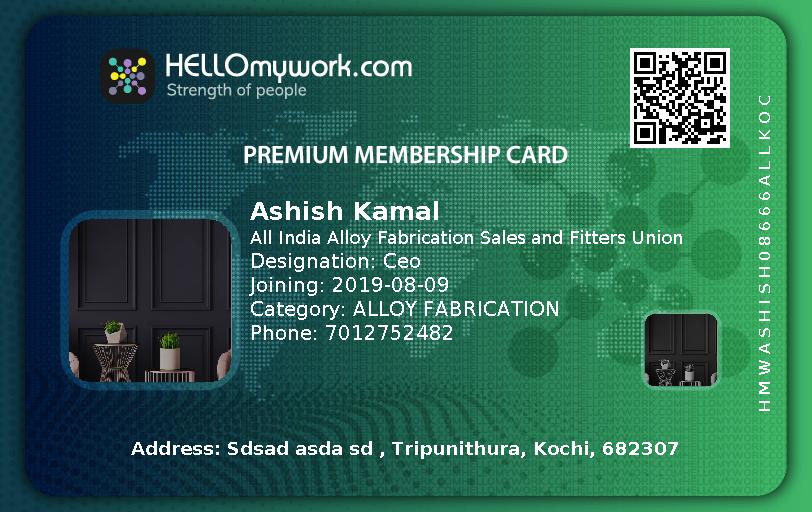 HELLOmywork.com
Strength of people
PREMIUM MEMBERSHIP CARD
Ashish Kamal
All India Alloy Fabrication Sales and Fitters Union
Designation: Ceo
Joining: 2019-08-09
Category: ALLOY FABRICATION
Phone: 7012752482
HMWASHISH08666ALLKOC
Address: Sdsad asda sd , Tripunithura, Kochi, 682307